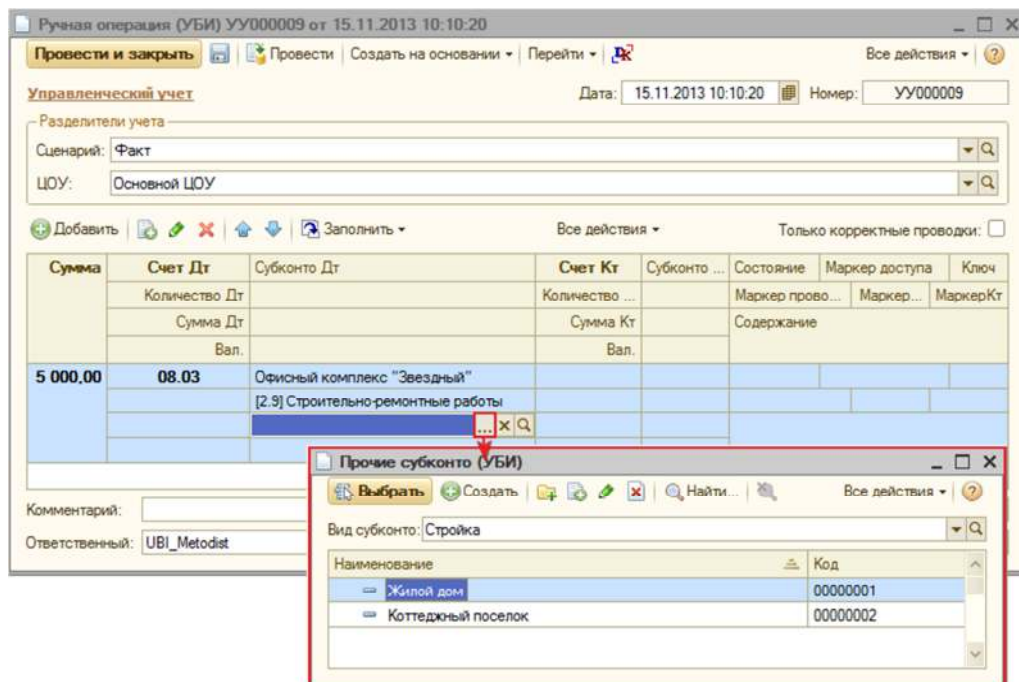 Ручная операция (УБИ) УУ000009 от 15.11.2013 10:10:20
Провести и закрыть Провести Создать на основании Перейти Все действия
Управленческий учет Дата: 15.11.2013 10:10:20 Номер: УУ000009
Разделители учета
Сценарий: Факт
ЦОУ: Основной ЦОУ
Добавить Заполнить Все действия Только корректные проводки:
Сумма Счет Дт Субконто Дт Счет Кт Субконто ... Состояние Маркер доступа Ключ
Количество Дт Количество ... Маркер прово... Маркер... МаркерКт
Сумма Дт Сумма Кт Содержание
Вал. Вал.
5 000,00 08.03 Офисный комплекс "Звездный"
[2.9] Строительно-ремонтные работы
...
Прочие субконто (УБИ)
Выбрать Создать Найти... Все действия
Комментарий:
Вид субконто: Стройка
Ответственный: UBI_Metodist
Наименование Код
Жилой дом 00000001
Коттеджный поселок 00000002